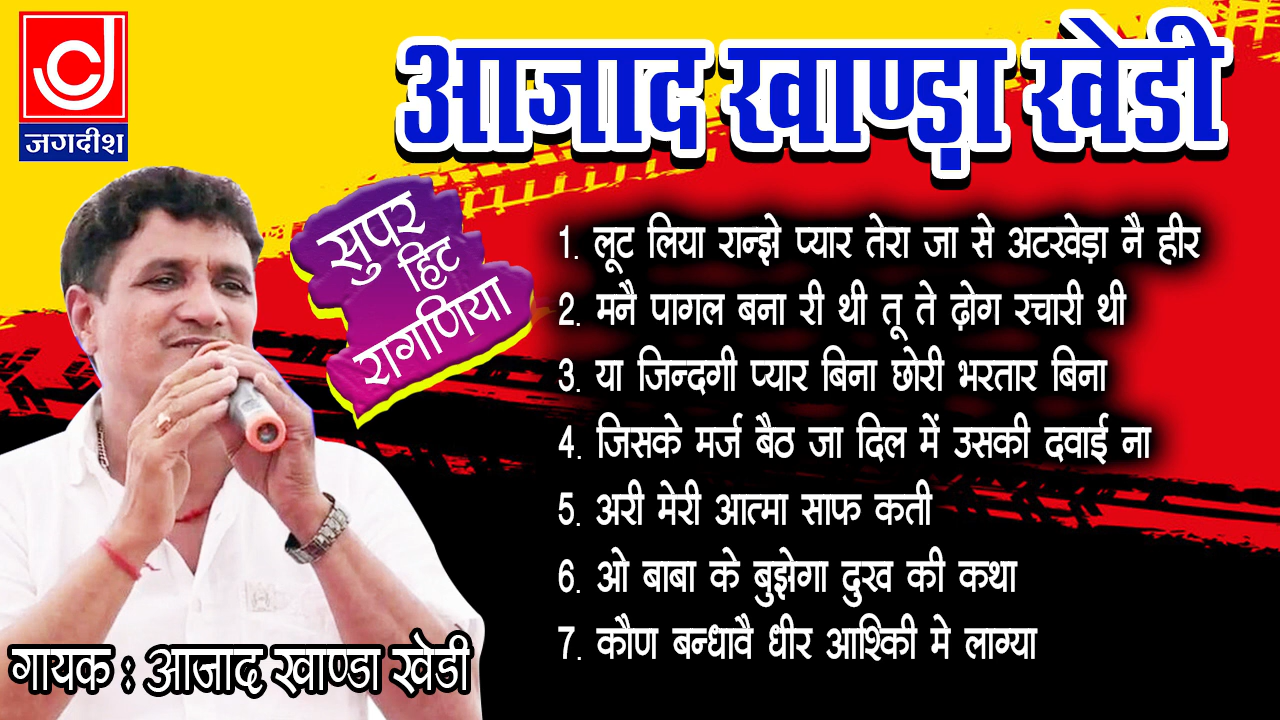 जगदीश
आजाद खाण्ड़ा खेडी
सुपर
हिट
रागणिया
1. लूट लिया रान्झे प्यार तेरा जा से अटखेड़ा नै हीर
2. मनै पागल बना री थी तू ते ढ़ोग रचारी थी
3. या जिन्दगी प्यार बिना छोरी भरतार बिना
4. जिसके मर्ज बैठ जा दिल में उसकी दवाई ना
5. अरी मेरी आत्मा साफ कती
6. ओ बाबा के बुझेगा दुख की कथा
7. कौण बन्धावै धीर आश्किी मे लाग्या
गायक : आजाद खाण्डा खेडी